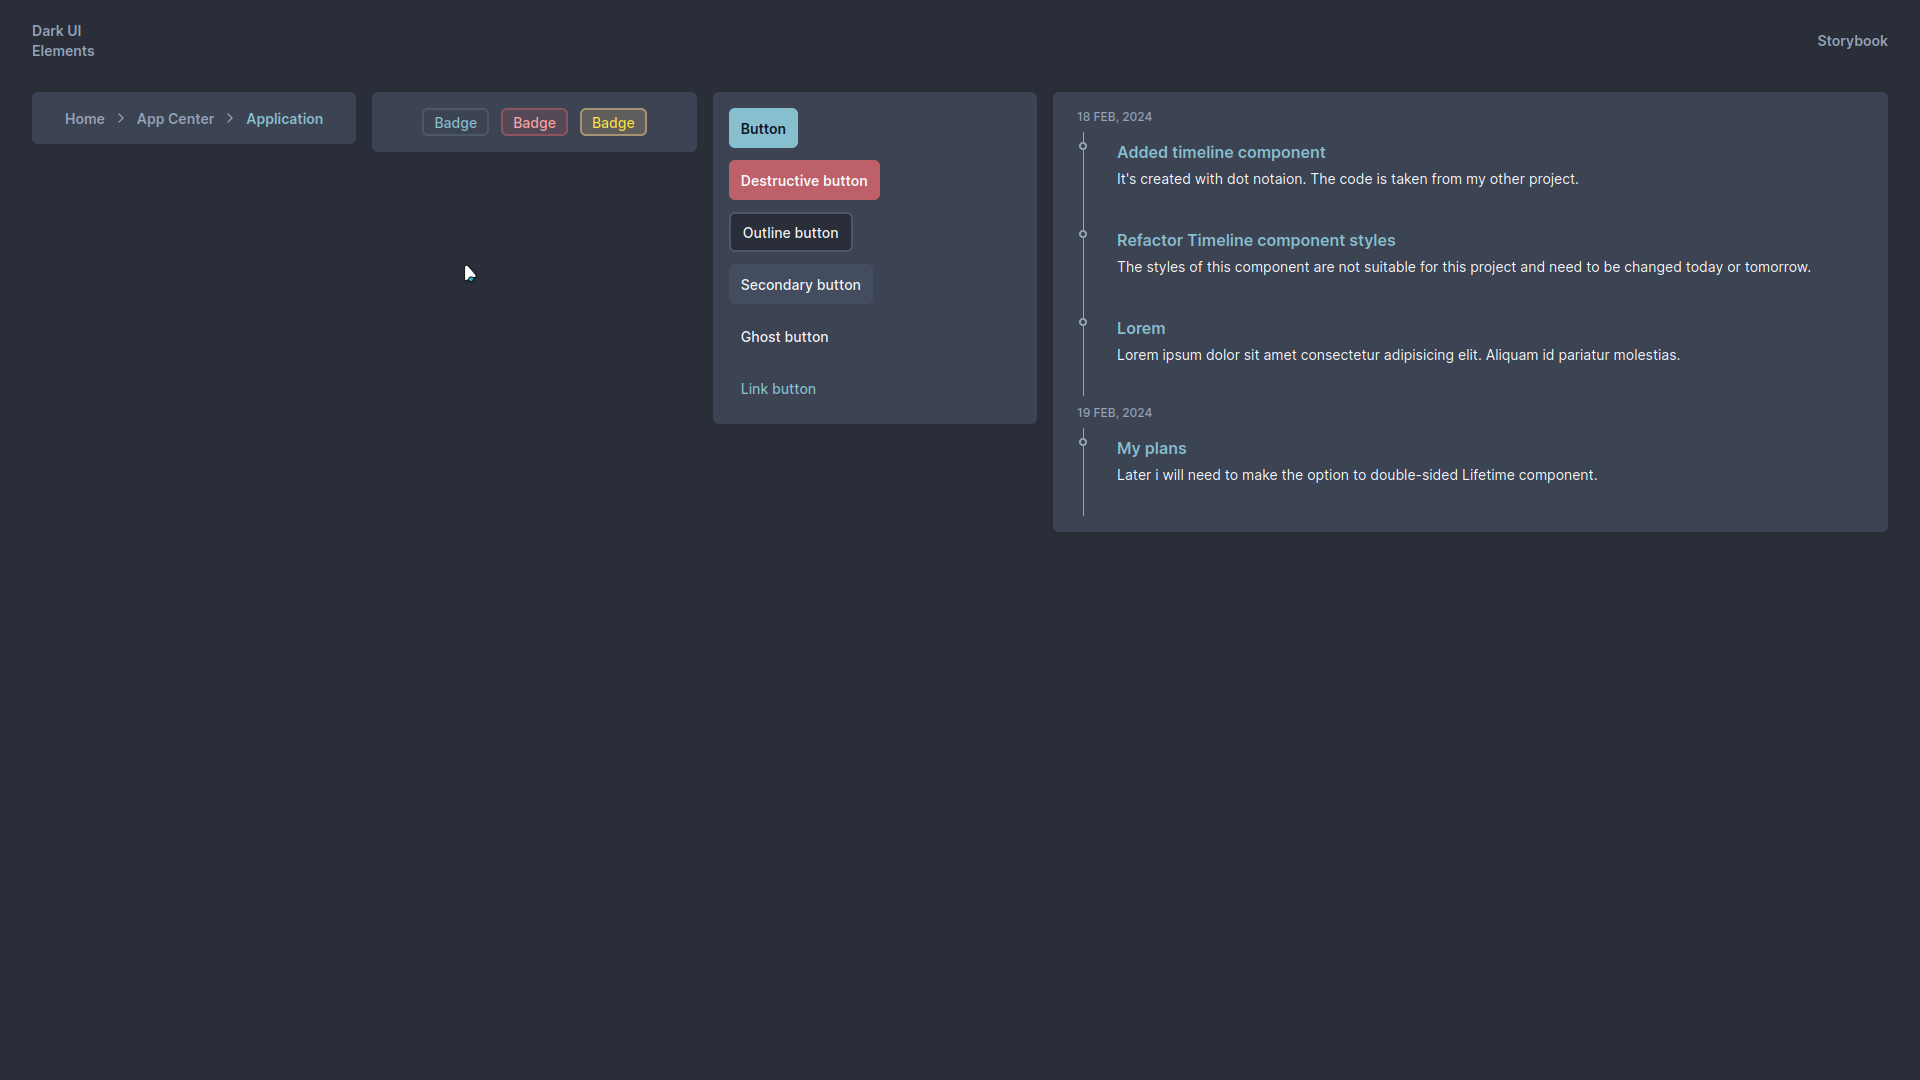 Dark UI
Elements
Storybook
Home
App Center
Application
Badge
Badge
Badge
Button
Destructive button
Outline button
Secondary button
Ghost button
Link button
18 FEB, 2024
Added timeline component
It's created with dot notaion. The code is taken from my other project.
Refactor Timeline component styles
The styles of this component are not suitable for this project and need to be changed today or tomorrow.
Lorem
Lorem ipsum dolor sit amet consectetur adipisicing elit. Aliquam id pariatur molestias.
19 FEB, 2024
My plans
Later i will need to make the option to double-sided Lifetime component.